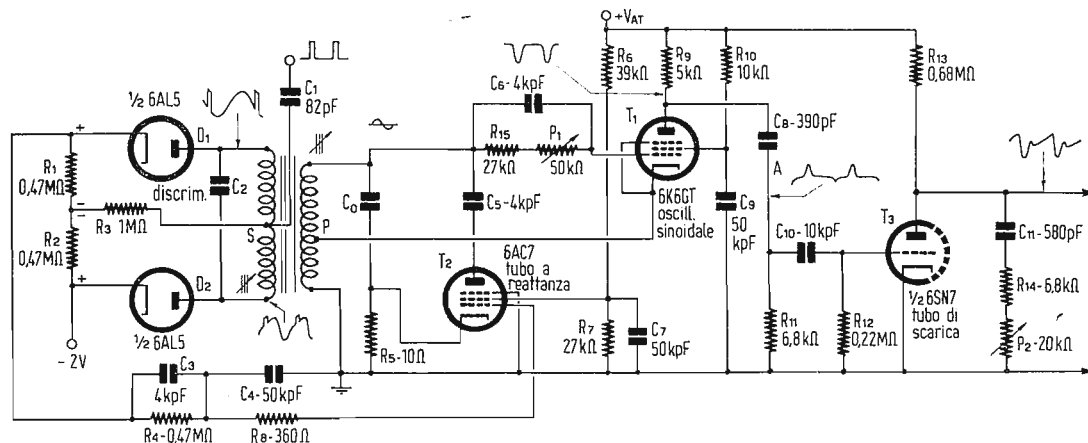 +VAT
R6
39kΩ
R9
5kΩ
R10
10kΩ
R13
0,68MΩ
C1
82pF
½ 6AL5
D1
discrim.
C2
+
R1
0,47MΩ
–
–
R3 1MΩ
R2
0,47MΩ
+
S
P
D2
½ 6AL5
- 2V
C3
4kpF
C4-50kpF
R4-0,47MΩ
R8-360Ω
C0
R5-10Ω
C6-4kpF
R15
27kΩ
P1
50kΩ
C5-4kpF
T2
6AC7
tubo a
reattanza
T1
6K6GT
oscill.
sinoidale
C9
50
kpF
R7
27kΩ
C7
50kpF
C8-390pF
A
C10-10kpF
R11
6,8kΩ
R12
0,22MΩ
T3
½ 6SN7
tubo di
scarica
C11-580pF
R14-6,8kΩ
P2-20kΩ